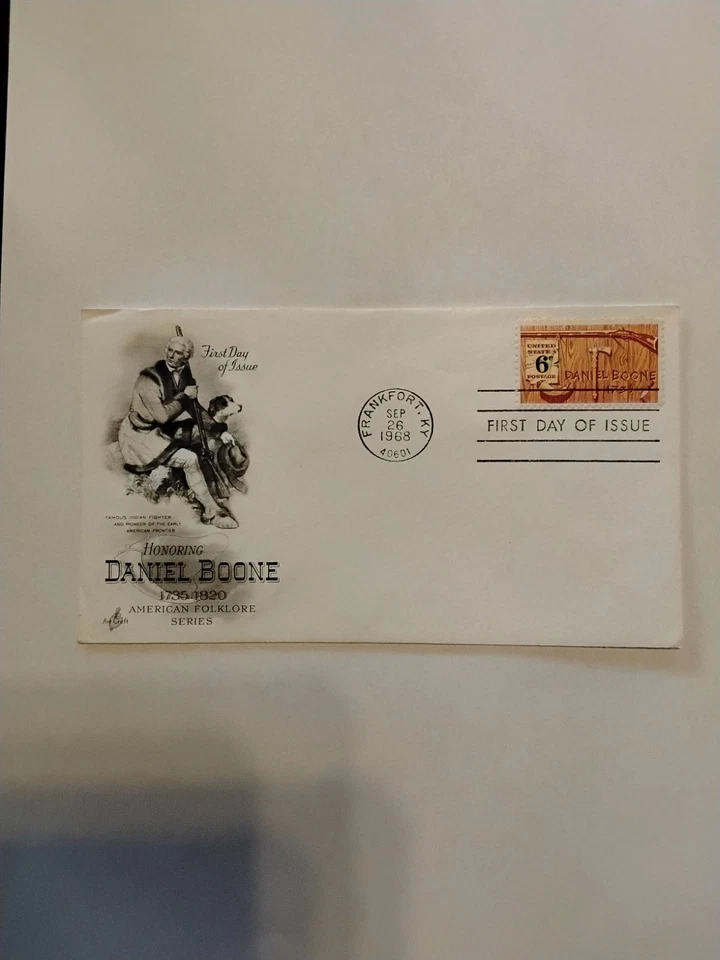 First Day
of Issue
FAMOUS INDIAN FIGHTER
AND PIONEER OF THE EARLY
AMERICAN FRONTIER
HONORING
DANIEL BOONE
1735-1820
AMERICAN FOLKLORE
SERIES
ArtCraft
FRANKFORT, KY
SEP
26
1968
40601
UNITED
STATES
6¢
POSTAGE
DANIEL BOONE
1734
FIRST DAY OF ISSUE